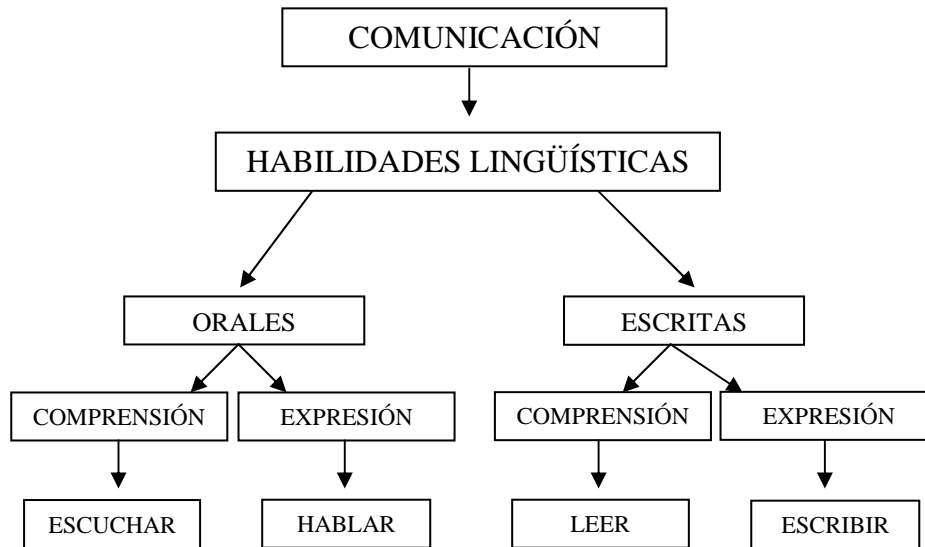 COMUNICACIÓN
HABILIDADES LINGÜÍSTICAS
ORALES
ESCRITAS
COMPRENSIÓN
EXPRESIÓN
COMPRENSIÓN
EXPRESIÓN
ESCUCHAR
HABLAR
LEER
ESCRIBIR